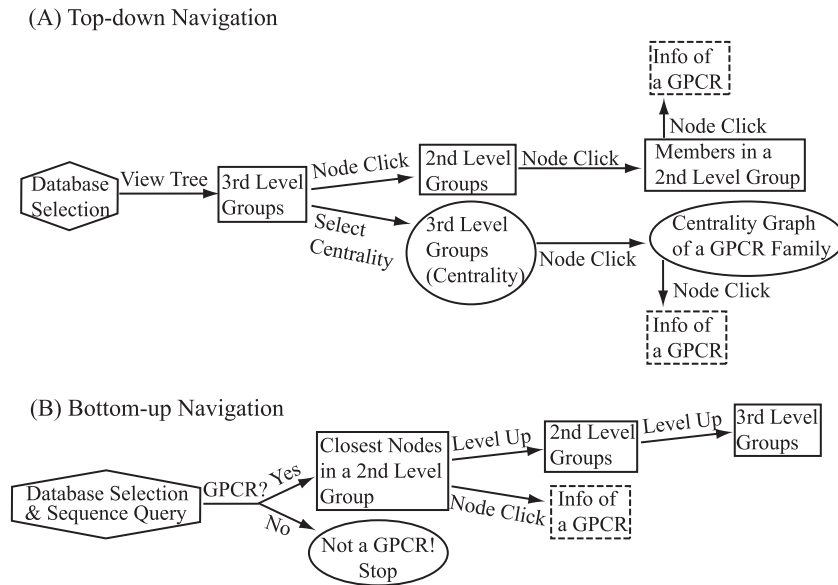 (A) Top-down Navigation
Info of
a GPCR
Node Click
Database
Selection
View Tree
3rd Level
Groups
Node Click
2nd Level
Groups
Node Click
Members in a
2nd Level Group
Select
Centrality
3rd Level
Groups
(Centrality)
Node Click
Centrality Graph
of a GPCR Family
Node Click
Info of
a GPCR
(B) Bottom-up Navigation
Database Selection
& Sequence Query
GPCR?
Yes
No
Closest Nodes
in a 2nd Level
Group
Level Up
2nd Level
Groups
Level Up
3rd Level
Groups
Node Click
Info of
a GPCR
Not a GPCR!
Stop